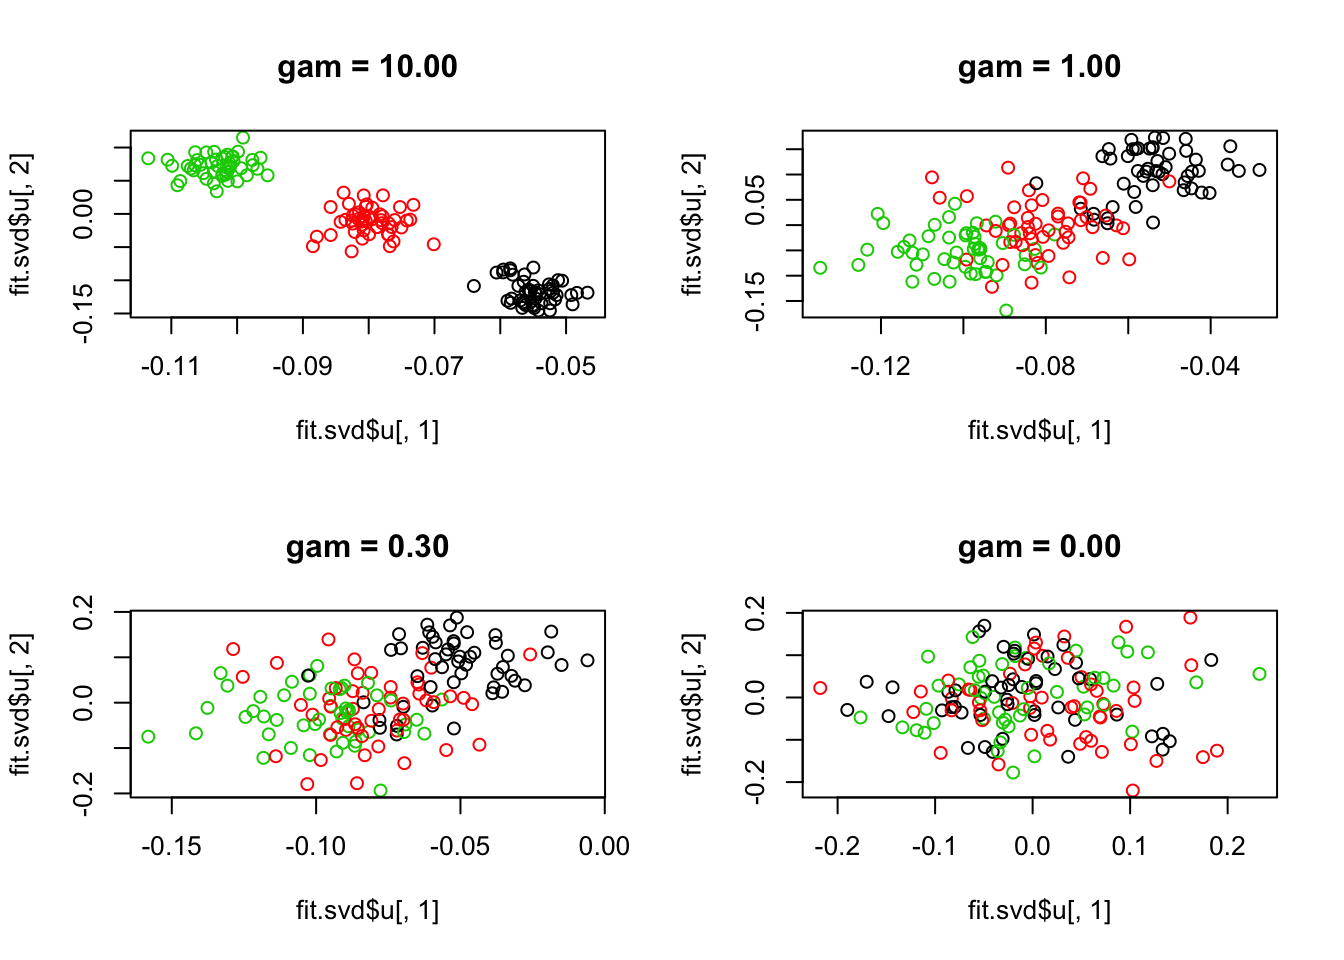 gam = 10.00
fit.svd$u[, 2]
0.00
-0.15
-0.11
-0.09
-0.07
-0.05
fit.svd$u[, 1]
gam = 1.00
fit.svd$u[, 2]
0.05
-0.15
-0.12
-0.08
-0.04
fit.svd$u[, 1]
gam = 0.30
fit.svd$u[, 2]
0.2
0.0
-0.2
-0.15
-0.10
-0.05
0.00
fit.svd$u[, 1]
gam = 0.00
fit.svd$u[, 2]
0.2
0.0
-0.2
-0.2
-0.1
0.0
0.1
0.2
fit.svd$u[, 1]